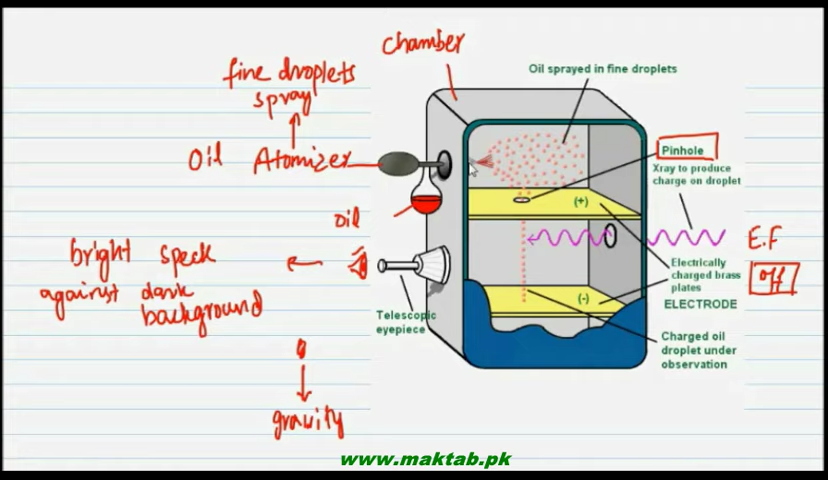 chamber
fine droplets
spray
Oil Atomizer
oil
bright speck
against dark
background
gravity
Oil sprayed in fine droplets
Pinhole
Xray to produce
charge on droplet
E.F
off
(+)
Electrically
charged brass
plates
ELECTRODE
(-)
Telescopic
eyepiece
Charged oil
droplet under
observation
www.maktab.pk